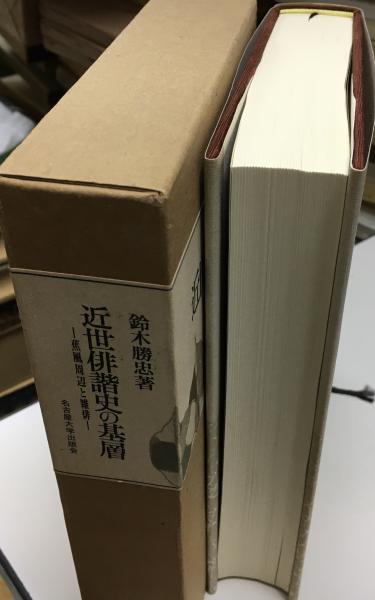 鈴木勝忠著
近世俳諧史の基層
―蕉風周辺と雑俳―
名古屋大学出版会